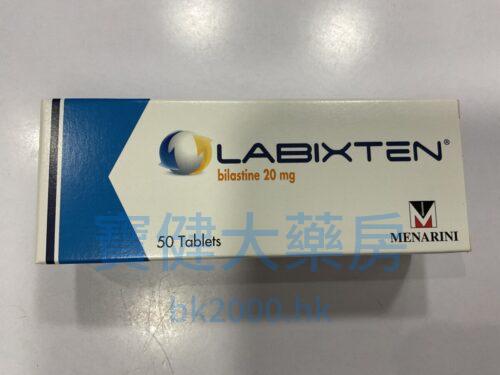 LABIXTEN®
bilastine 20 mg
50 Tablets
MENARINI
寶健大藥房
bk2000.hk